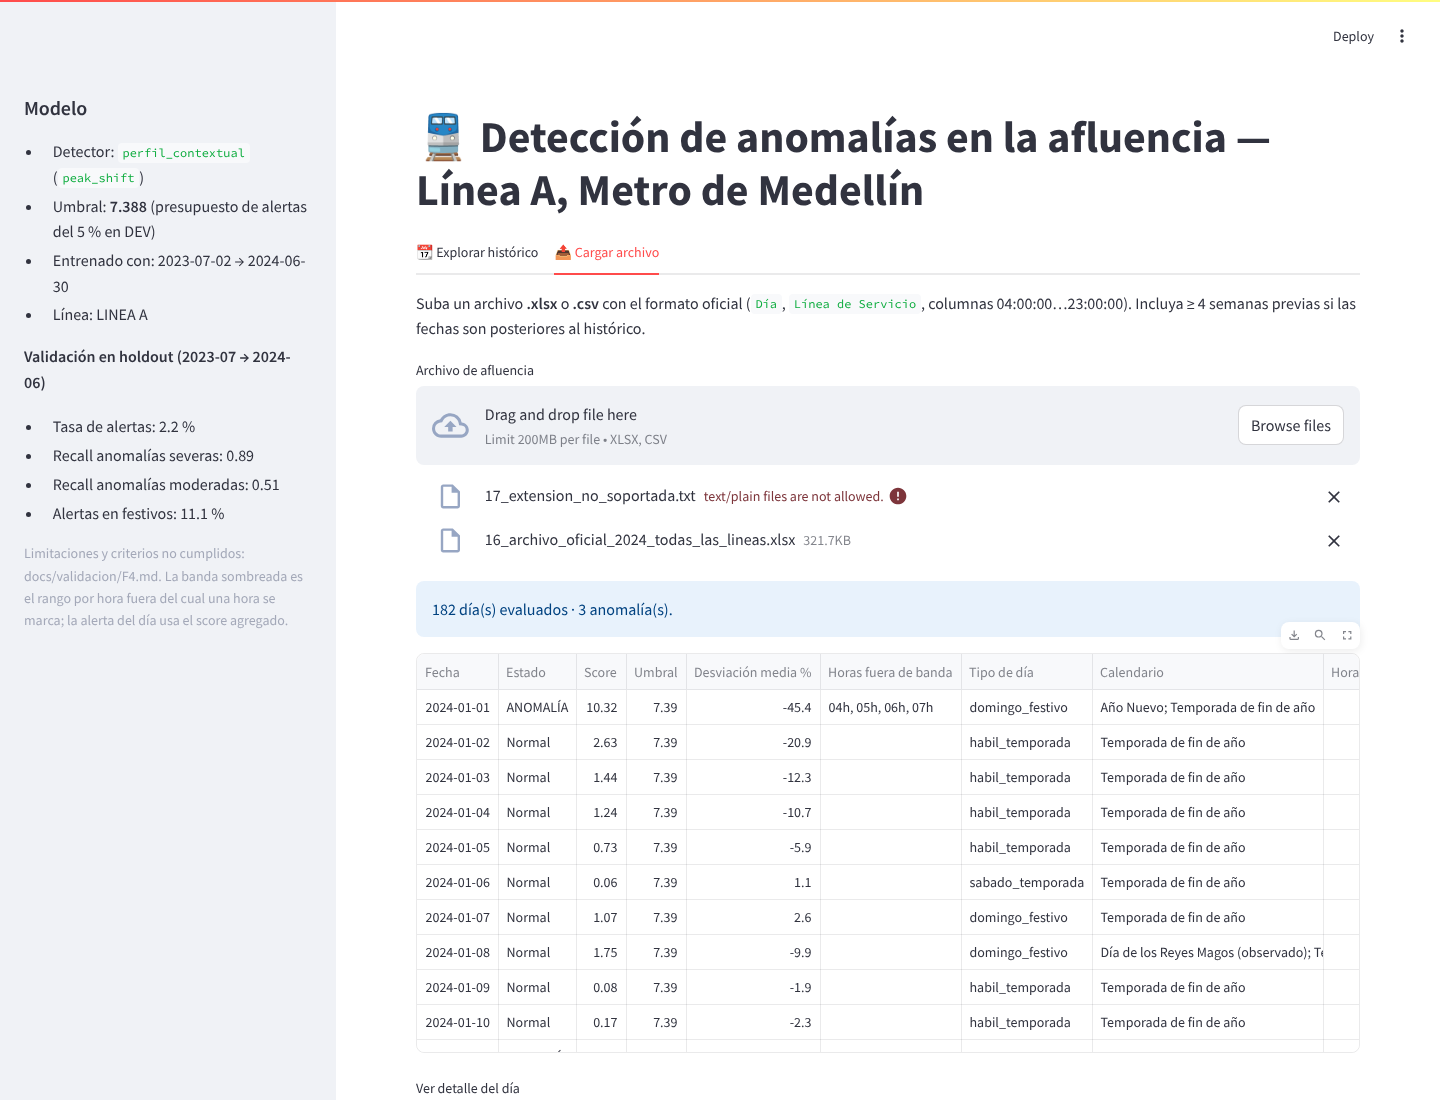 Deploy
Modelo
Detector: perfil_contextual
( peak_shift )
Umbral: 7.388 (presupuesto de alertas
del 5 % en DEV)
Entrenado con: 2023-07-02 → 2024-06-
30
Línea: LINEA A
Validación en holdout (2023-07 → 2024-
06)
Tasa de alertas: 2.2 %
Recall anomalías severas: 0.89
Recall anomalías moderadas: 0.51
Alertas en festivos: 11.1 %
Limitaciones y criterios no cumplidos:
docs/validacion/F4.md. La banda sombreada es
el rango por hora fuera del cual una hora se
marca; la alerta del día usa el score agregado.
Detección de anomalías en la afluencia —
Línea A, Metro de Medellín
Explorar histórico Cargar archivo
Suba un archivo .xlsx o .csv con el formato oficial ( Día , Línea de Servicio , columnas 04:00:00…23:00:00). Incluya ≥ 4 semanas previas si las
fechas son posteriores al histórico.
Archivo de afluencia
Drag and drop file here
Limit 200MB per file • XLSX, CSV
Browse files
17_extension_no_soportada.txt text/plain files are not allowed.
16_archivo_oficial_2024_todas_las_lineas.xlsx 321.7KB
182 día(s) evaluados · 3 anomalía(s).
Fecha Estado Score Umbral Desviación media % Horas fuera de banda Tipo de día Calendario Hora
2024-01-01 ANOMALÍA 10.32 7.39 -45.4 04h, 05h, 06h, 07h domingo_festivo Año Nuevo; Temporada de fin de año
2024-01-02 Normal 2.63 7.39 -20.9 habil_temporada Temporada de fin de año
2024-01-03 Normal 1.44 7.39 -12.3 habil_temporada Temporada de fin de año
2024-01-04 Normal 1.24 7.39 -10.7 habil_temporada Temporada de fin de año
2024-01-05 Normal 0.73 7.39 -5.9 habil_temporada Temporada de fin de año
2024-01-06 Normal 0.06 7.39 1.1 sabado_temporada Temporada de fin de año
2024-01-07 Normal 1.07 7.39 2.6 domingo_festivo Temporada de fin de año
2024-01-08 Normal 1.75 7.39 -9.9 domingo_festivo Día de los Reyes Magos (observado); Te
2024-01-09 Normal 0.08 7.39 -1.9 habil_temporada Temporada de fin de año
2024-01-10 Normal 0.17 7.39 -2.3 habil_temporada Temporada de fin de año
Ver detalle del día